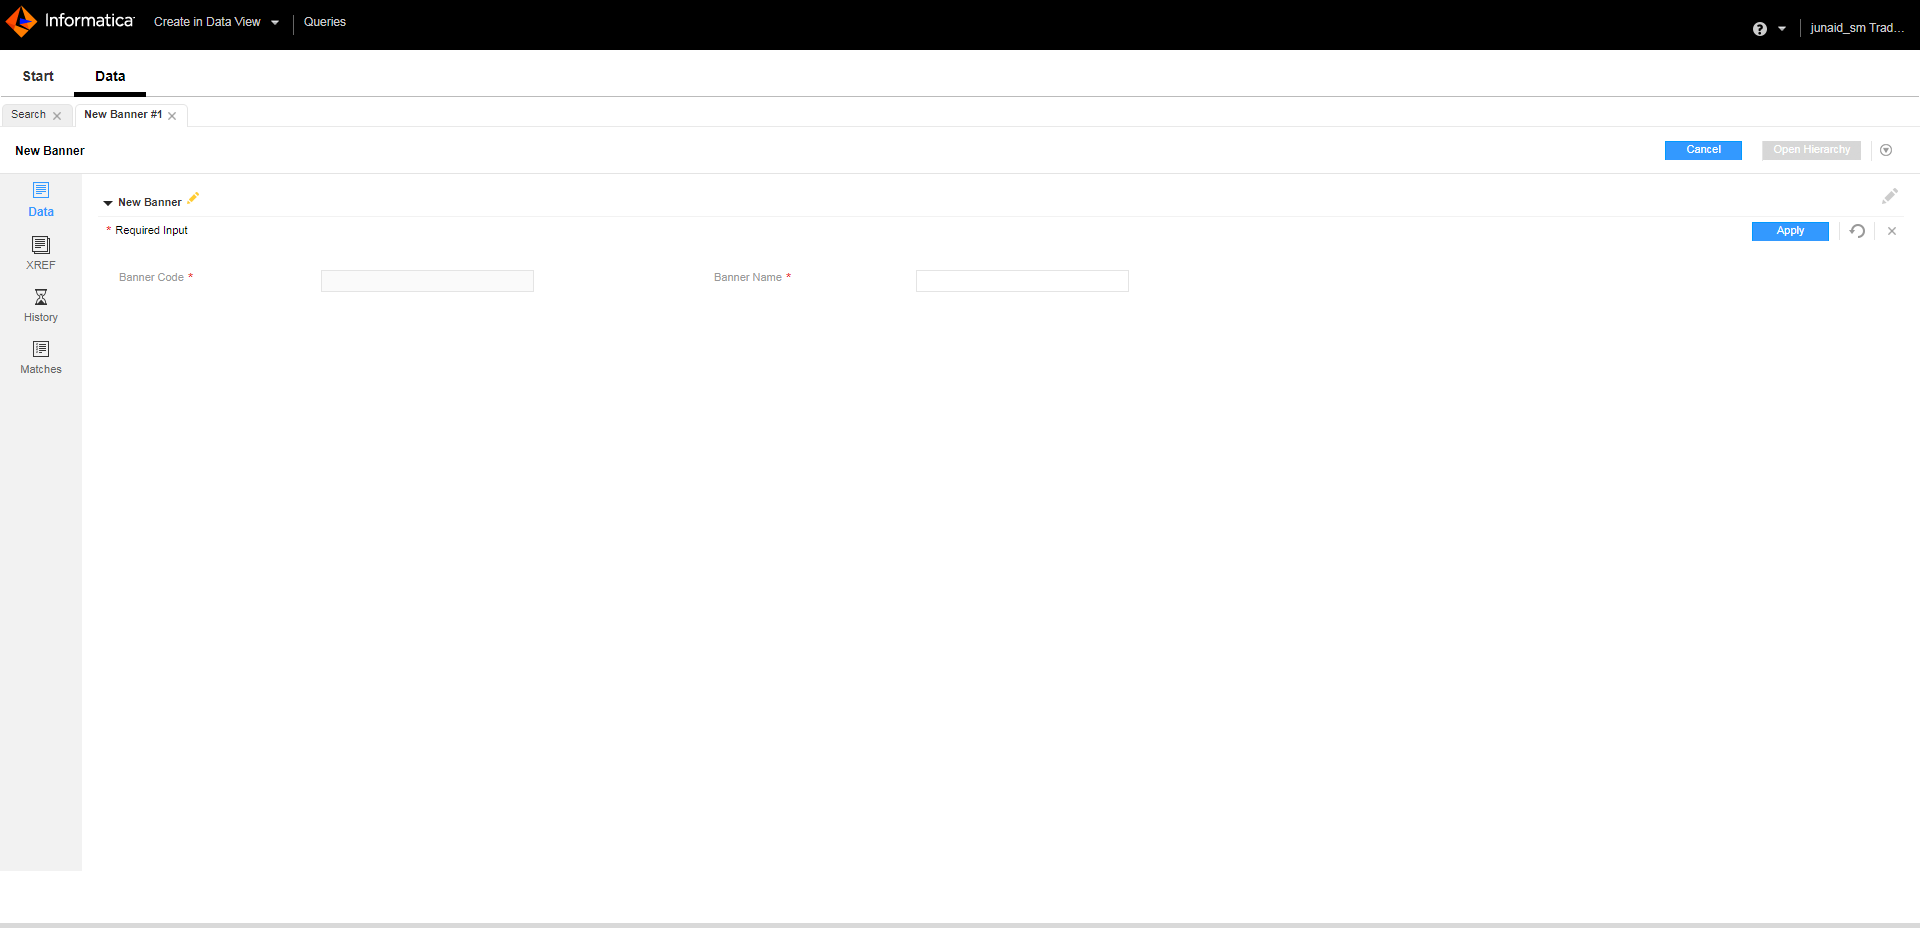 Informatica Create in Data View Queries junaid_sm Trad...
Start Data
Search New Banner #1
New Banner Cancel Open Hierarchy
Data
XREF
History
Matches
New Banner
* Required Input Apply
Banner Code * Banner Name *